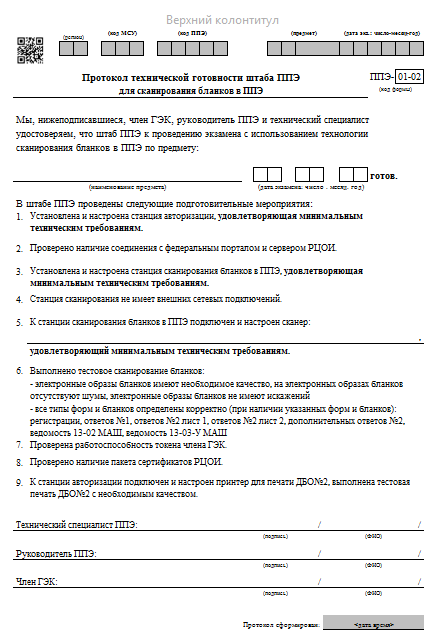 Верхний колонтитул
(регион) (код МСУ) (код ППЭ) (предмет) (дата экз.: число-месяц-год)
Протокол технической готовности штаба ППЭ
для сканирования бланков в ППЭ
ППЭ- 01-02
(код формы)
Мы, нижеподписавшиеся, член ГЭК, руководитель ППЭ и технический специалист
удостоверяем, что штаб ППЭ к проведению экзамена с использованием технологии
сканирования бланков в ППЭ по предмету:
готов.
(наименование предмета) (дата экзамена: число . месяц. год)
В штабе ППЭ проведены следующие подготовительные мероприятия:
1. Установлена и настроена станция авторизации, удовлетворяющая минимальным
техническим требованиям.
2. Проверено наличие соединения с федеральным порталом и сервером РЦОИ.
3. Установлена и настроена станция сканирования бланков в ППЭ, удовлетворяющая
минимальным техническим требованиям.
4. Станция сканирования не имеет внешних сетевых подключений.
5. К станции сканирования бланков в ППЭ подключен и настроен сканер:
,
удовлетворяющий минимальным техническим требованиям.
6. Выполнено тестовое сканирование бланков:
- электронные образы бланков имеют необходимое качество, на электронных образах бланков
отсутствуют шумы, электронные образы бланков не имеют искажений
- все типы форм и бланков определены корректно (при наличии указанных форм и бланков):
регистрации, ответов №1, ответов №2 лист 1, ответов №2 лист 2, дополнительных ответов №2,
ведомость 13-02 МАШ, ведомость 13-03-У МАШ
7. Проверена работоспособность токена члена ГЭК.
8. Проверено наличие пакета сертификатов РЦОИ.
9. К станции авторизации подключен и настроен принтер для печати ДБО№2, выполнена тестовая
печать ДБО№2 с необходимым качеством.
Технический специалист ППЭ: / /
(подпись) (ФИО)
Руководитель ППЭ: / /
(подпись) (ФИО)
Член ГЭК: / /
(подпись) (ФИО)
Протокол сформирован: <дата время>